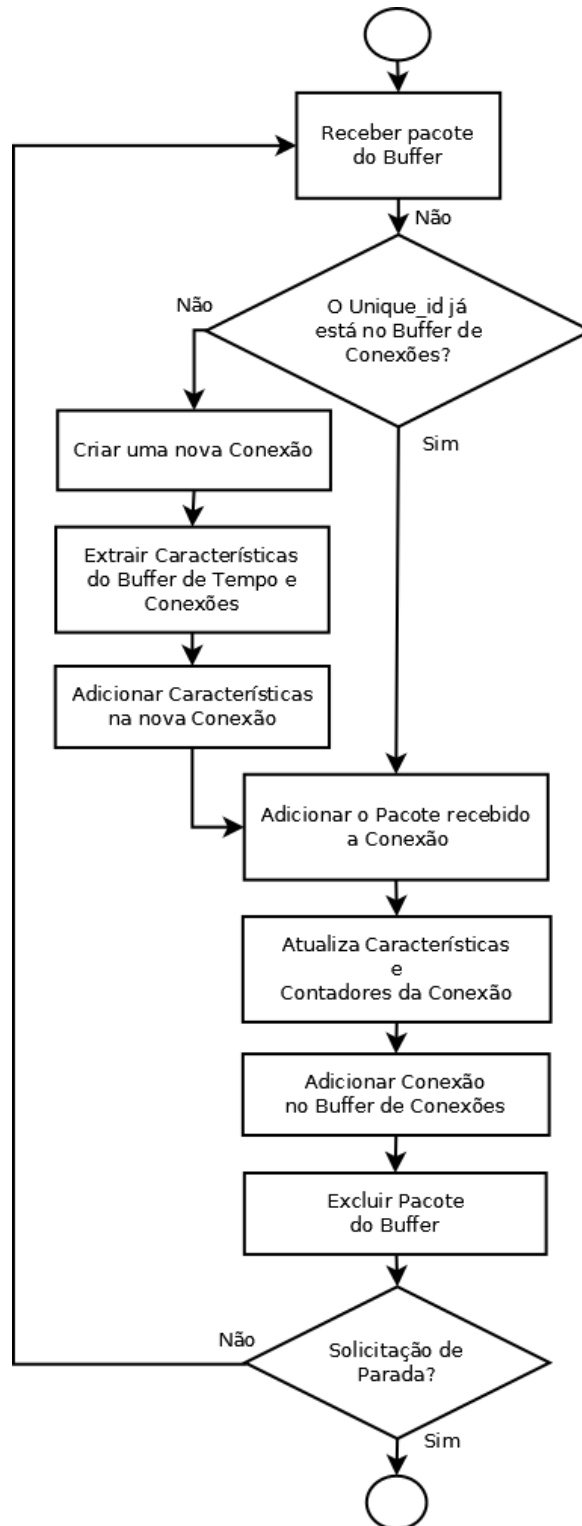 Receber pacote
do Buffer
Não
Não
O Unique_id já
está no Buffer de
Conexões?
Sim
Criar uma nova Conexão
Extrair Características
do Buffer de Tempo e
Conexões
Adicionar Características
na nova Conexão
Adicionar o Pacote recebido
a Conexão
Atualiza Características
e
Contadores da Conexão
Adicionar Conexão
no Buffer de Conexões
Excluir Pacote
do Buffer
Não
Solicitação de
Parada?
Sim